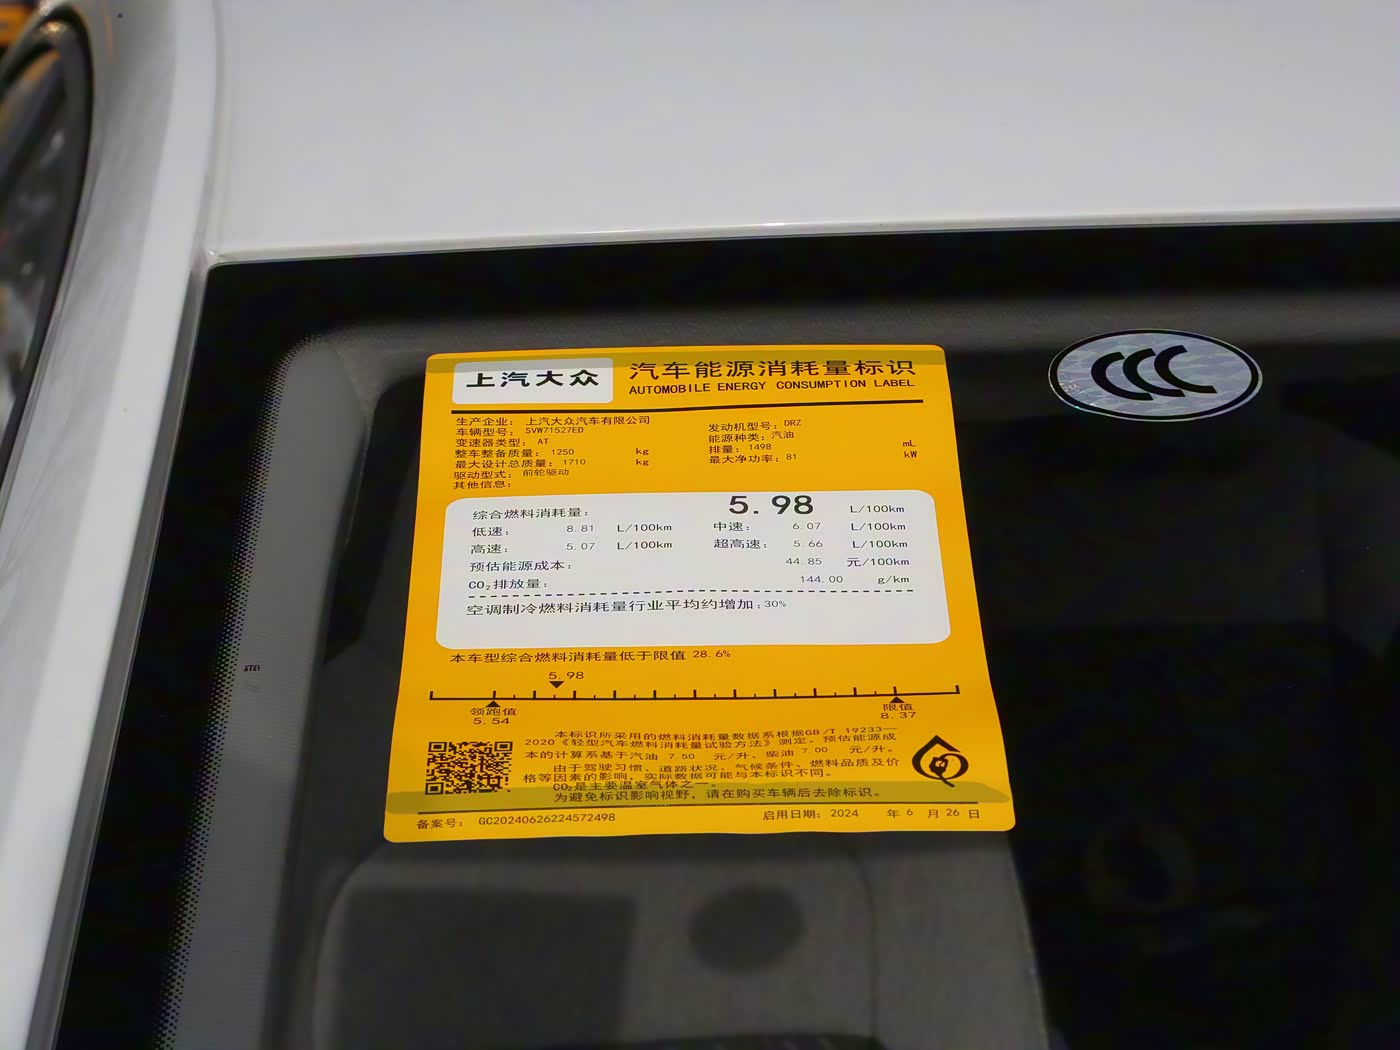 上汽大众
汽车能源消耗量标识
AUTOMOBILE ENERGY CONSUMPTION LABEL
生产企业： 上汽大众汽车有限公司
车辆型号： SVW71527ED
发动机型号： DRZ
变速器类型： AT
能源种类： 汽油
整车整备质量： 1250 kg
排量： 1498 mL
最大设计总质量： 1710 kg
最大净功率： 81 kW
驱动型式： 前轮驱动
其他信息：
综合燃料消耗量： 5.98 L/100km
低速： 8.81 L/100km 中速： 6.07 L/100km
高速： 5.07 L/100km 超高速： 5.66 L/100km
预估能源成本： 44.85 元/100km
CO₂排放量： 144.00 g/km
空调制冷燃料消耗量行业平均约增加：30%
本车型综合燃料消耗量低于限值 28.6%
5.98
领跑值 限值
5.54 8.37
本标识所采用的燃料消耗量数据系根据GB/T 19233—
2020《轻型汽车燃料消耗量试验方法》测定。预估能源成
本的计算系基于汽油 7.50 元/升、柴油 7.00 元/升。
由于驾驶习惯、道路状况、气候条件、燃料品质及价
格等因素的影响，实际数据可能与本标识不同。
CO₂是主要温室气体之一。
为避免标识影响视野，请在购买车辆后去除标识。
备案号： GC20240626224572498 启用日期： 2024 年 6 月 26 日
CCC